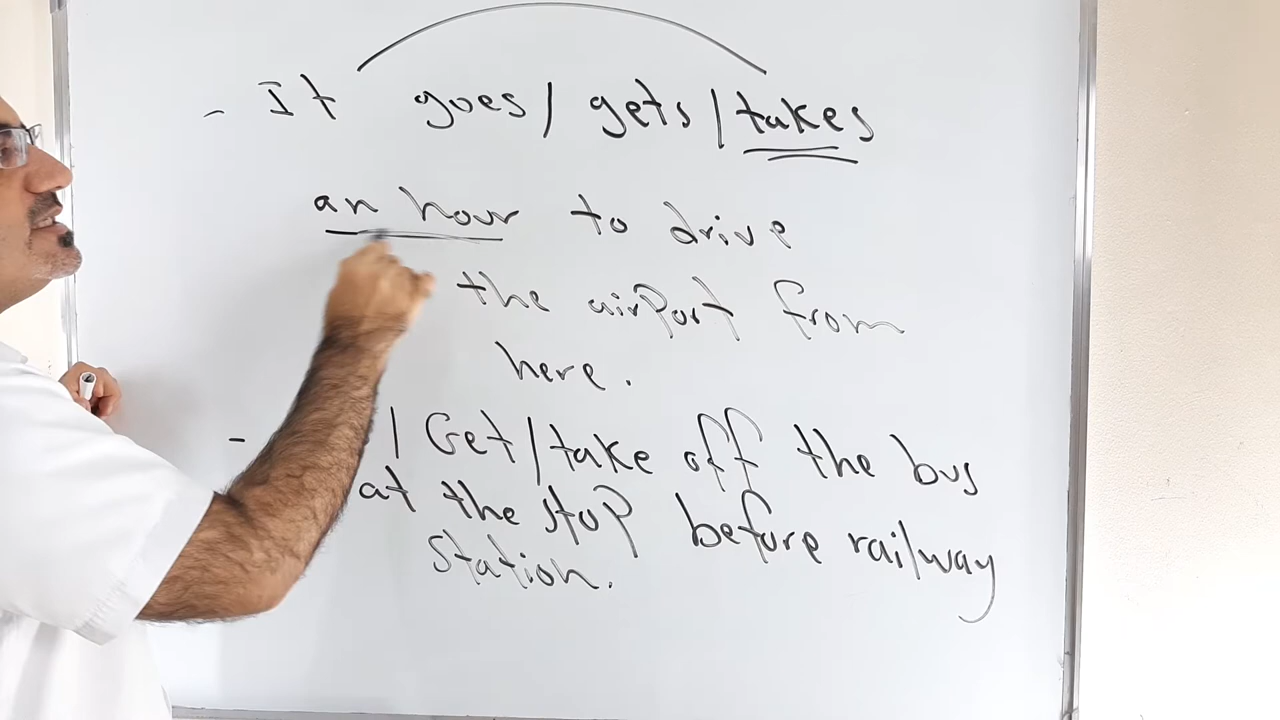 - It goes/ gets/takes
an hour to drive
the airport from
here.
- / Get/take off the bus
at the stop before railway
station.